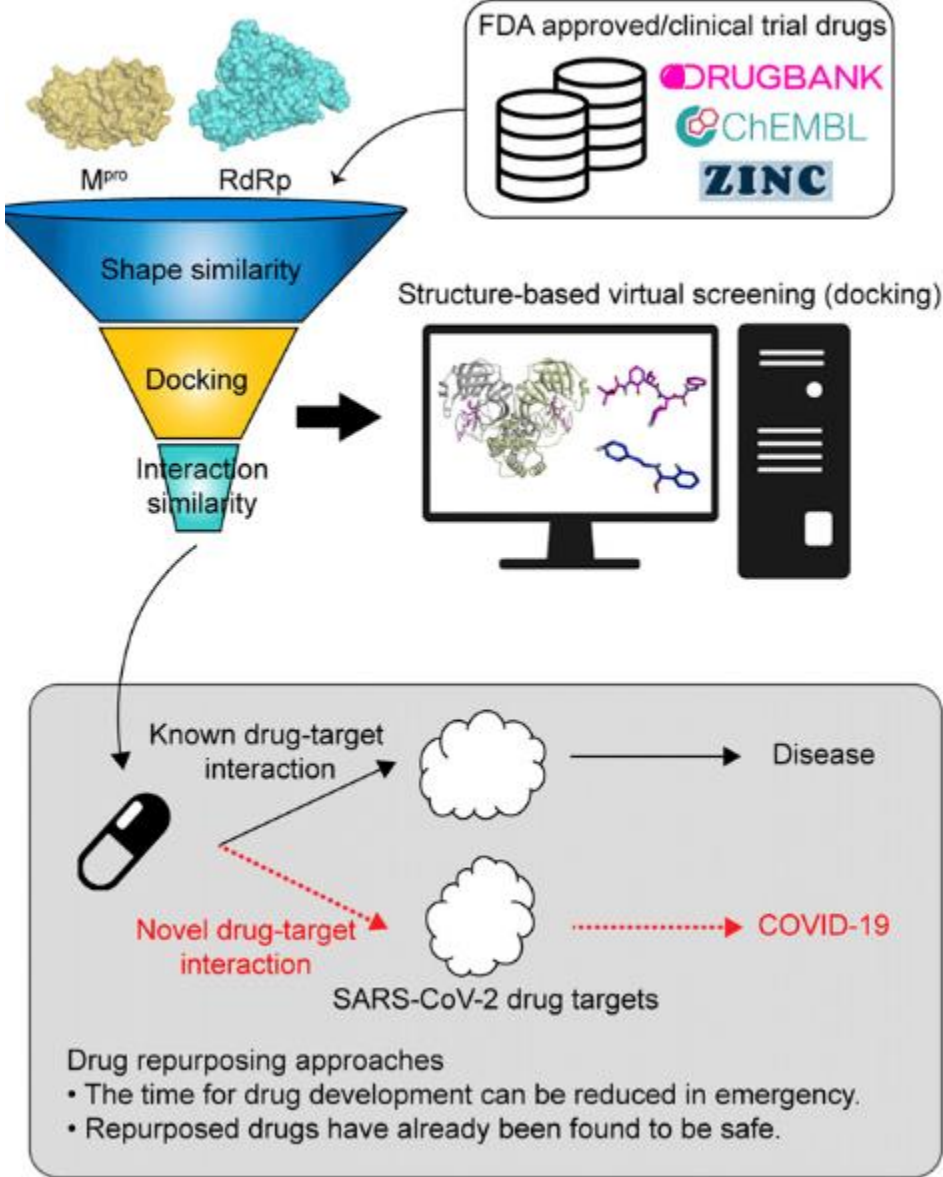 FDA approved/clinical trial drugs
DRUGBANK
ChEMBL
ZINC
Mᵖʳᵒ
RdRp
Shape similarity
Docking
Interaction
similarity
Structure-based virtual screening (docking)
Known drug-target
interaction
Disease
Novel drug-target
interaction
COVID-19
SARS-CoV-2 drug targets
Drug repurposing approaches
• The time for drug development can be reduced in emergency.
• Repurposed drugs have already been found to be safe.